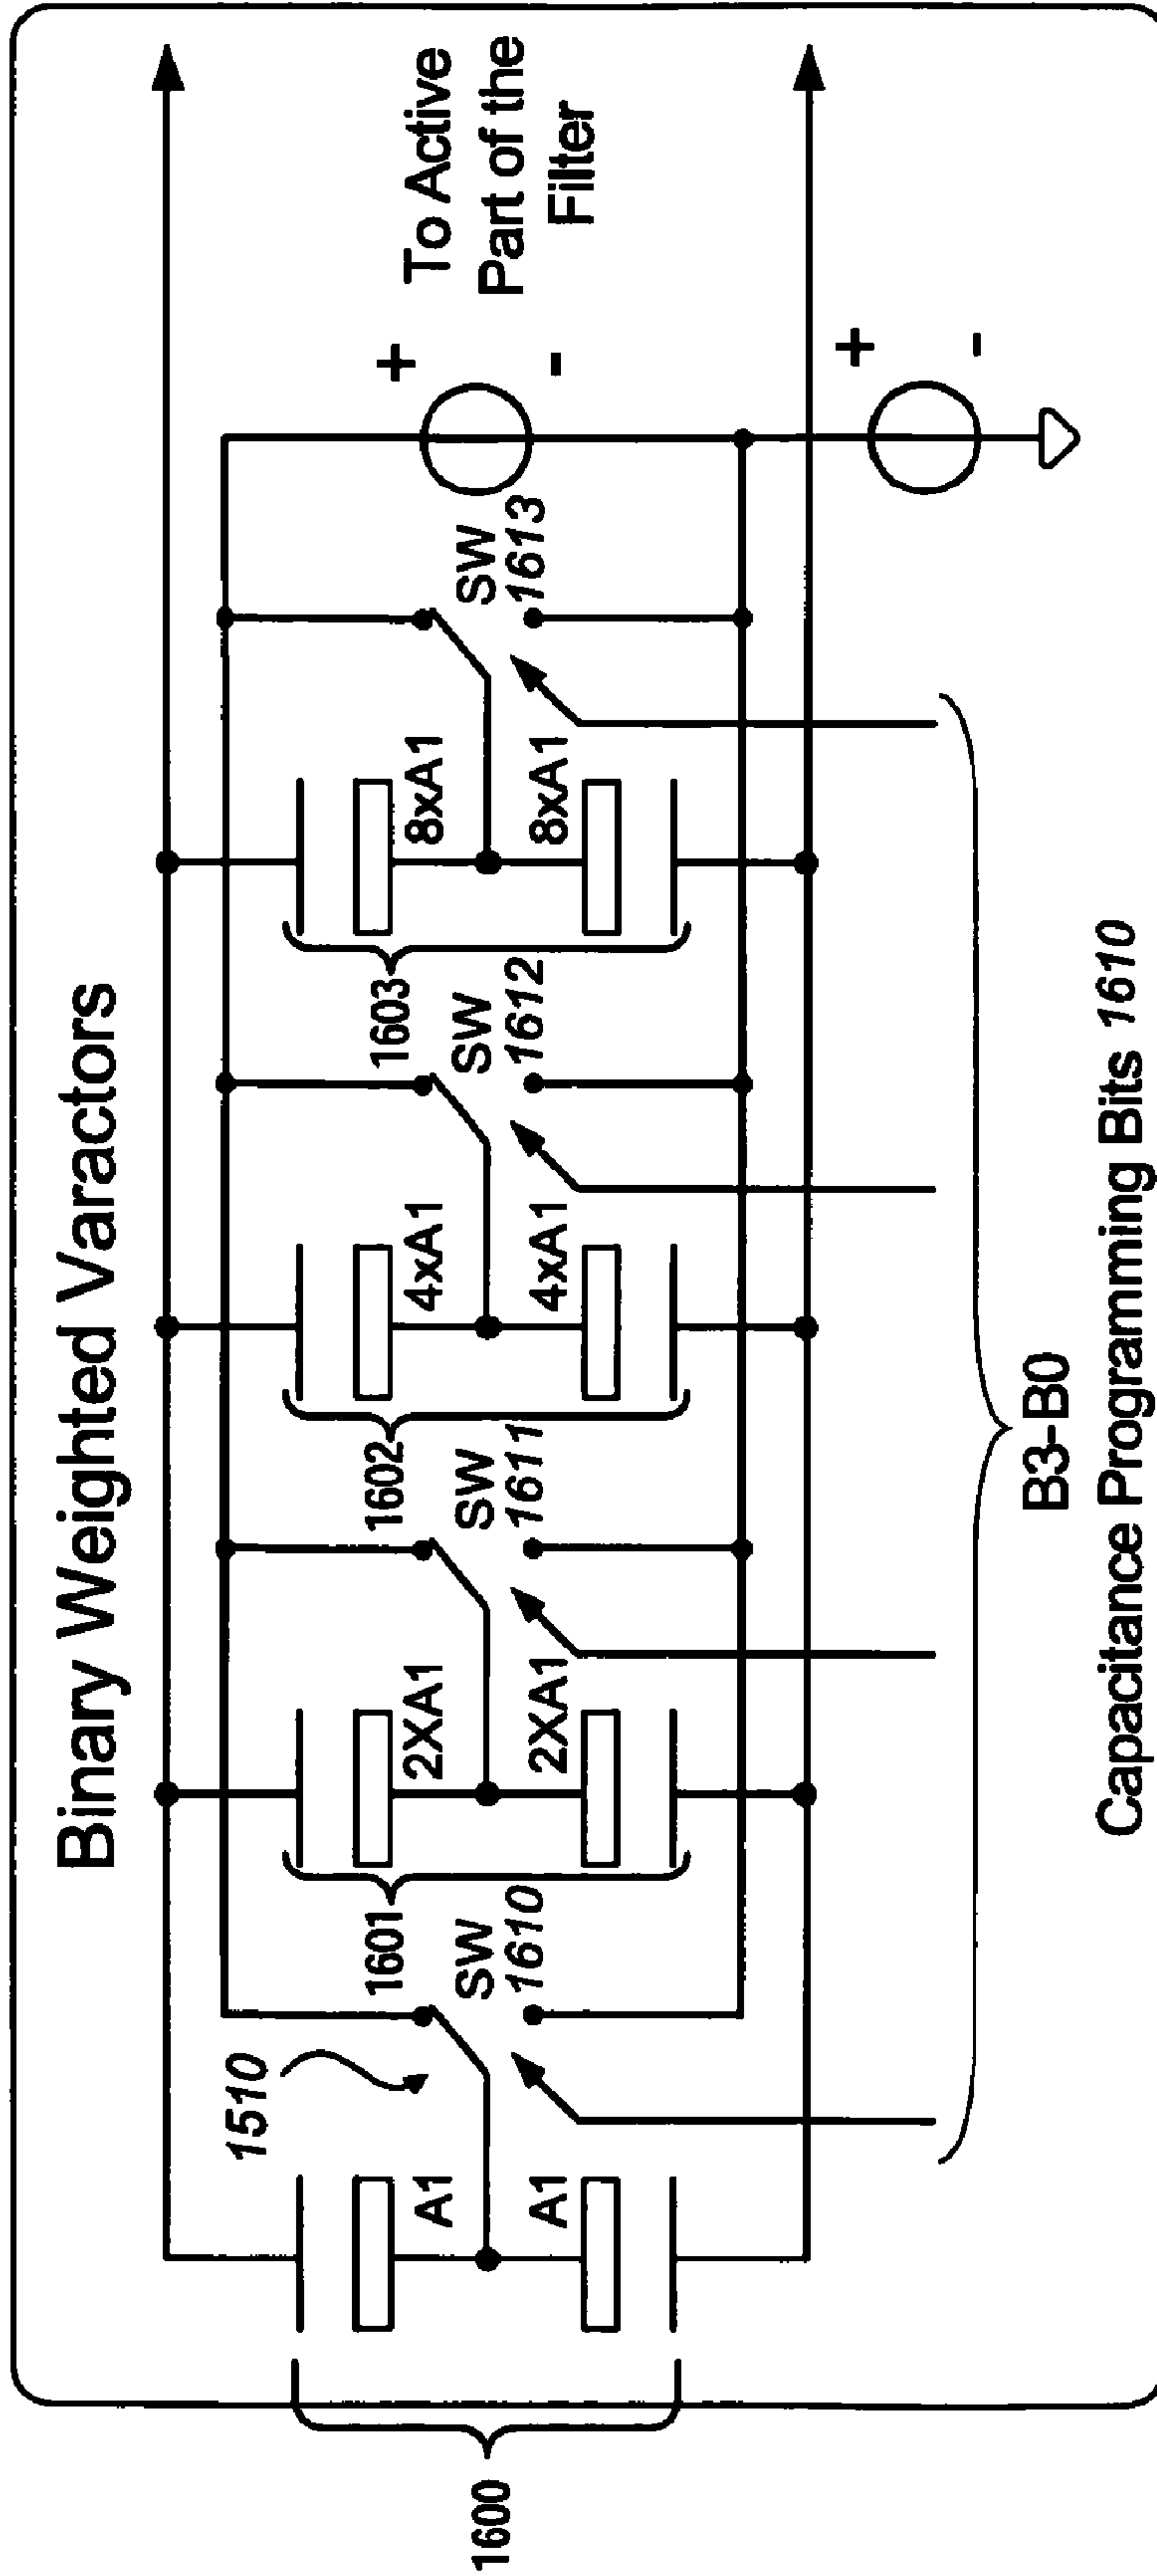 Binary Weighted Varactors
1600
A1
A1
1510
SW
1610
1601
2XA1
2XA1
SW
1611
1602
4xA1
4xA1
SW
1612
1603
8xA1
8xA1
SW
1613
+
-
+
-
To Active
Part of the
Filter
B3-B0
Capacitance Programming Bits 1610